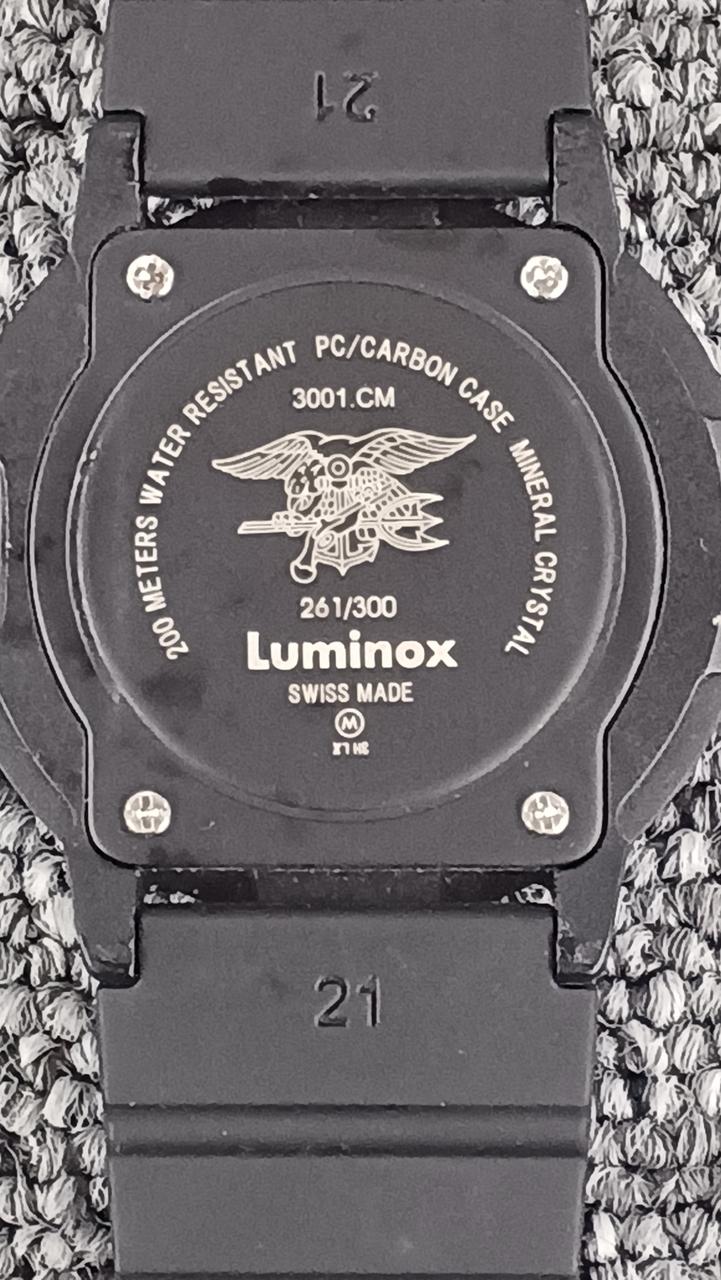 21
200 METERS WATER RESISTANT PC/CARBON CASE MINERAL CRYSTAL
3001.CM
261/300
Luminox
SWISS MADE
W
21